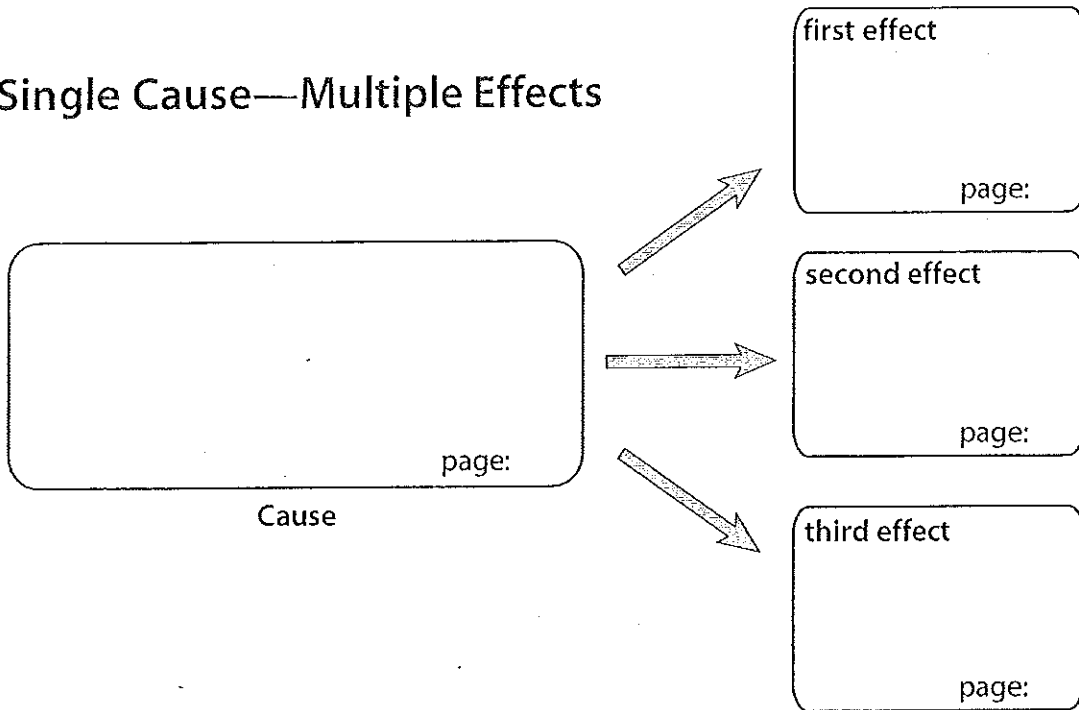 Single Cause—Multiple Effects
first effect
page:
second effect
page:
third effect
page:
page:
Cause